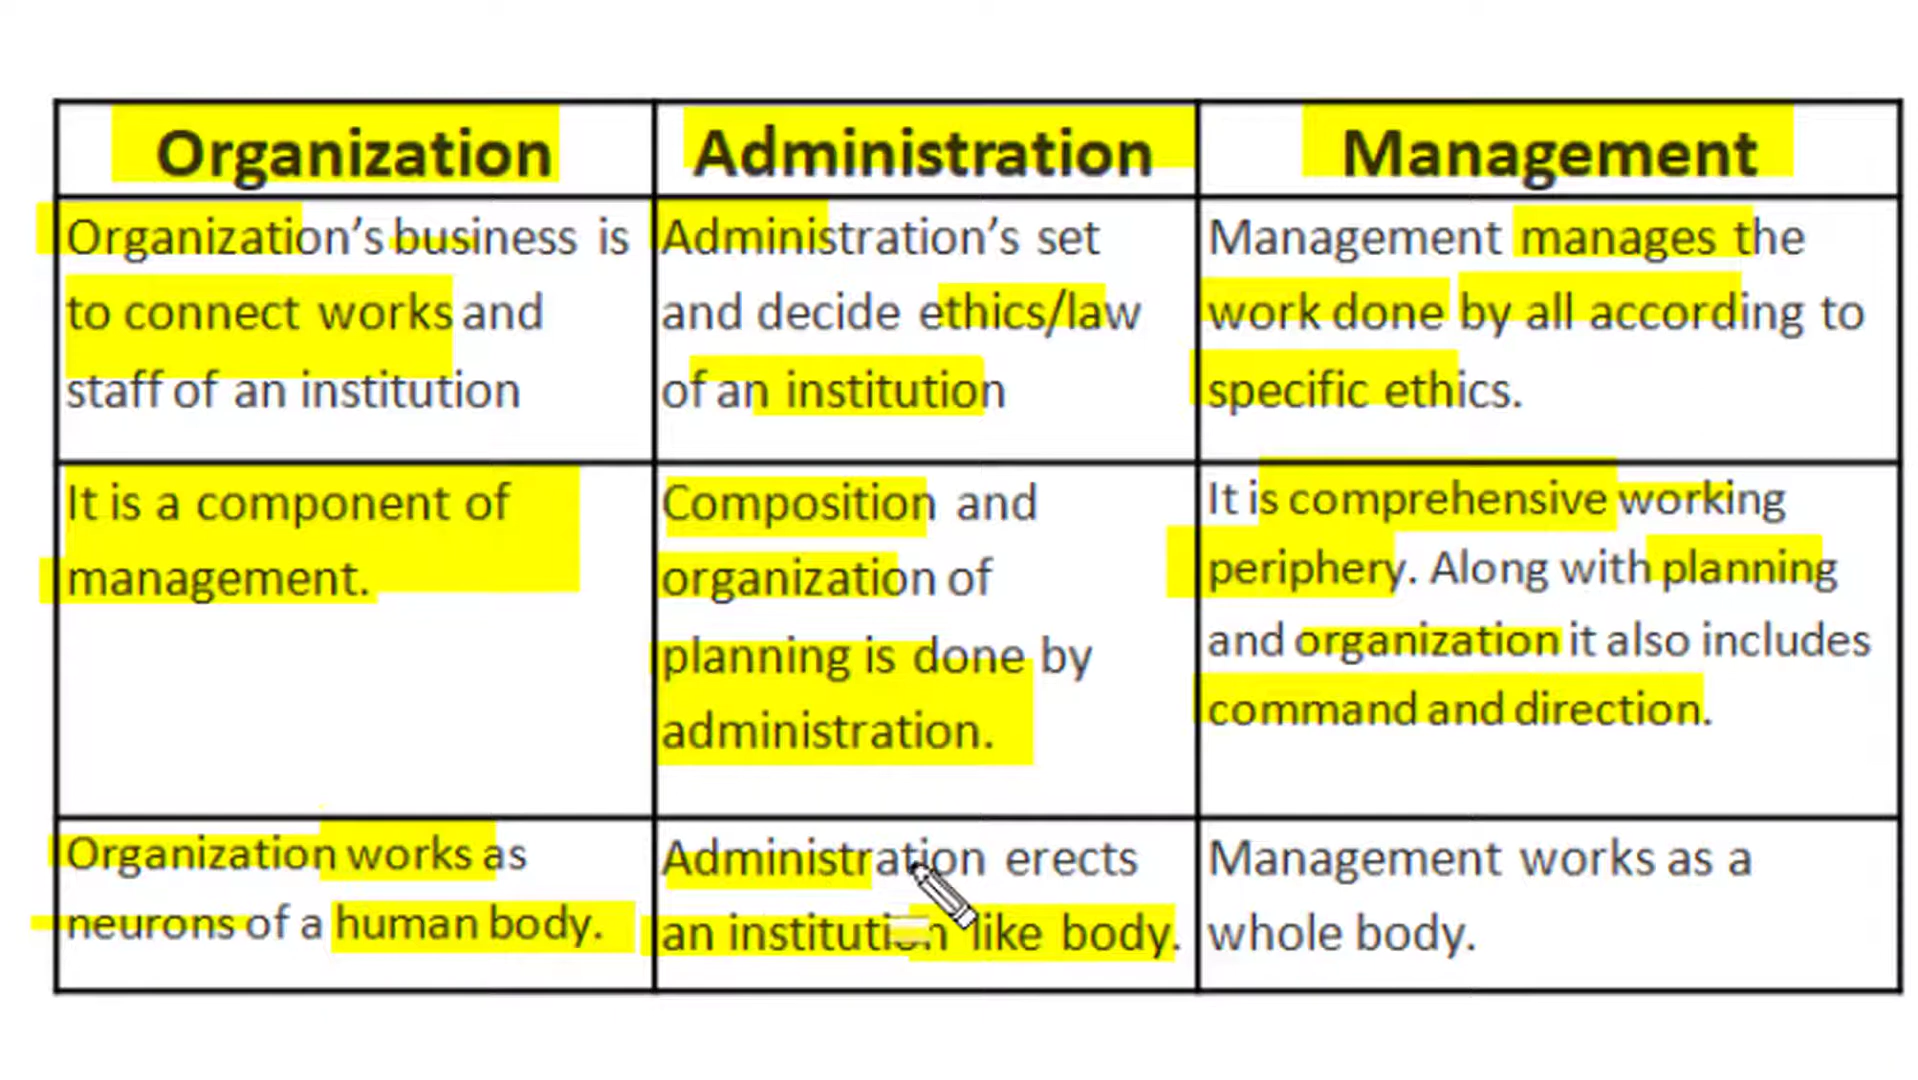 Organization
Administration
Management
Organization's business is
to connect works and
staff of an institution
Administration's set
and decide ethics/law
of an institution
Management manages the
work done by all according to
specific ethics.
It is a component of
management.
Composition and
organization of
planning is done by
administration.
It is comprehensive working
periphery. Along with planning
and organization it also includes
command and direction.
Organization works as
neurons of a human body.
Administration erects
an institution like body.
Management works as a
whole body.